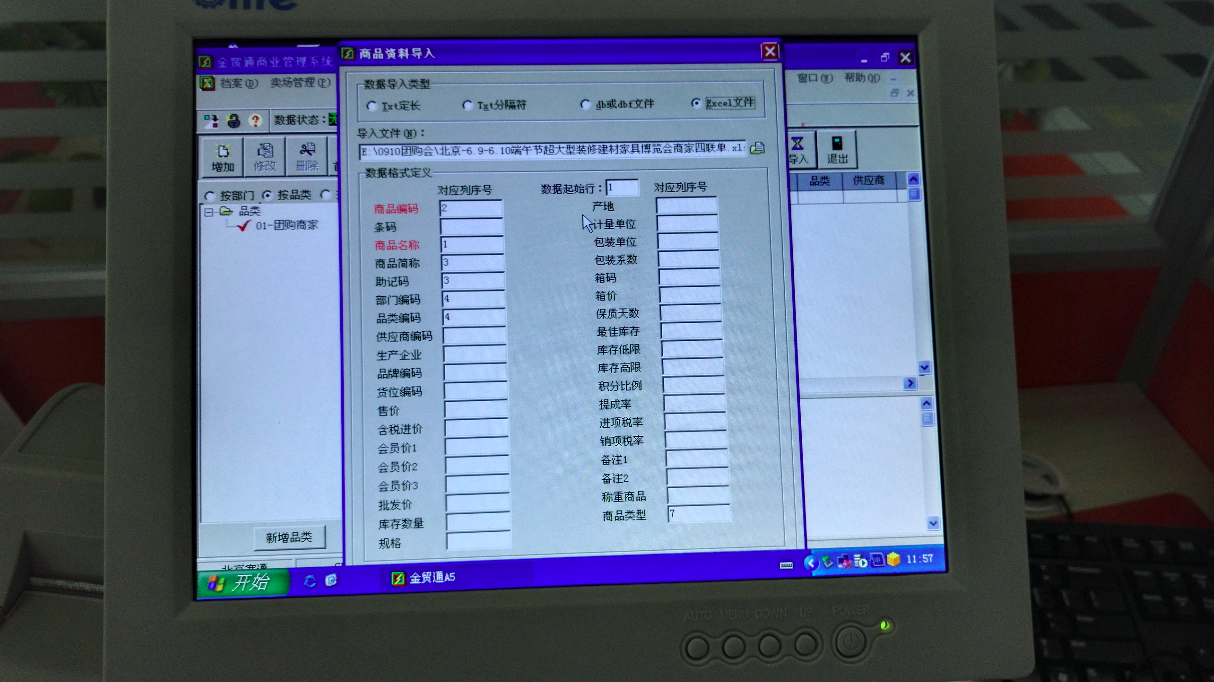 金贸通商业管理系统
商品资料导入
档案(D) 卖场管理(P)
窗口(W) 帮助(H)
数据状态:
增加 修改 删除
导入 退出
按部门 按品类
品类
01-团购商家
新增品类
品类 供应商
数据导入类型
Txt定长 Txt分隔符 db或dbf文件 Excel文件
导入文件(N):
E:\0910团购会\北京-6.9-6.10端午节超大型装修建材家具博览会商家四联单.xl
数据格式定义
对应列序号 数据起始行: 1 对应列序号
商品编码 2 产地
条码 计量单位
商品名称 1 包装单位
商品简称 3 包装系数
助记码 3 箱码
部门编码 4 箱价
品类编码 4 保质天数
供应商编码 最佳库存
生产企业 库存低限
品牌编码 库存高限
货位编码 积分比例
售价 提成率
含税进价 进项税率
会员价1 销项税率
会员价2 备注1
会员价3 备注2
批发价 称重商品
库存数量 商品类型 7
规格
开始 金贸通A5 11:57
AUTO MENU DOWN UP POWER